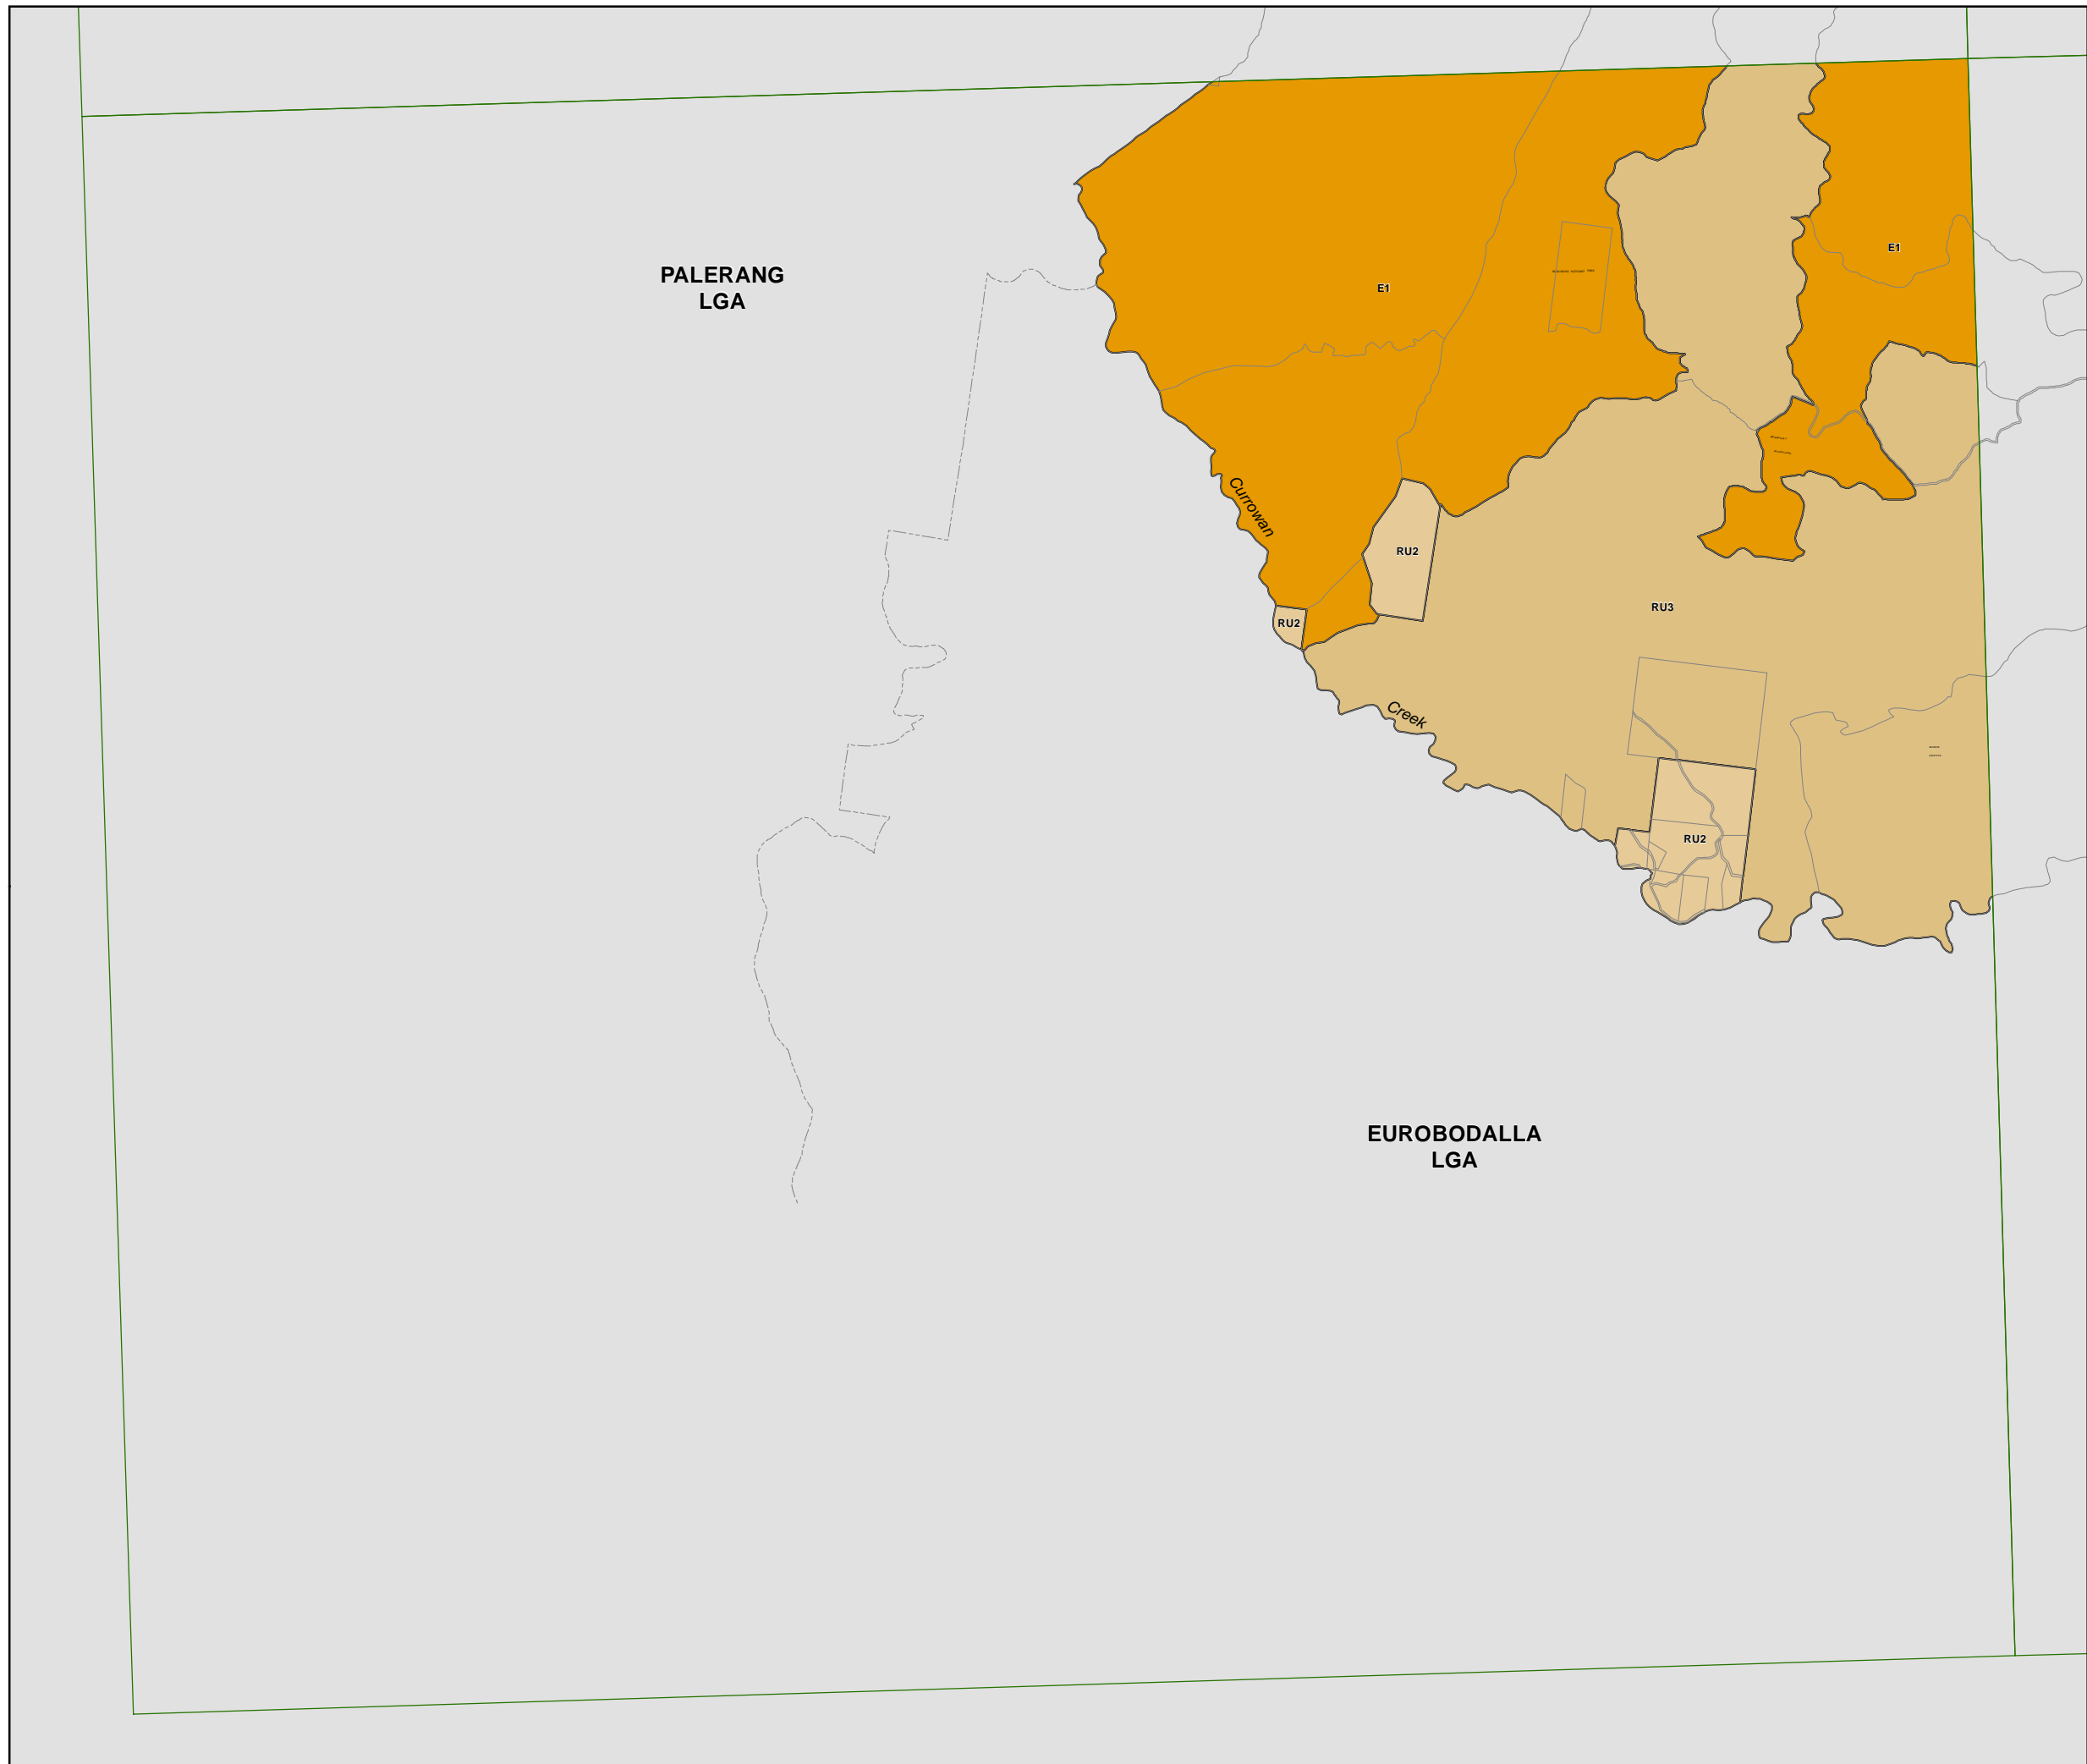 E1
PALERANG
LGA
E1
Currowan
RU2
RU3
RU2
Creek
RU2
EUROBODALLA
LGA